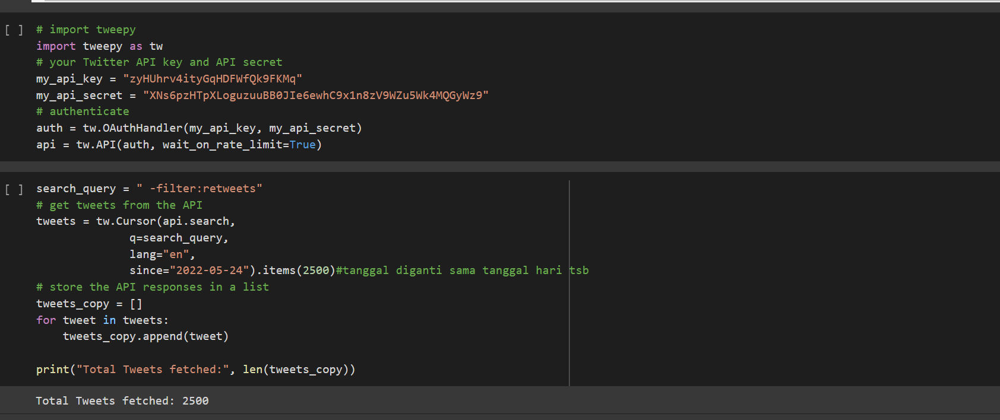 [ ] # import tweepy
import tweepy as tw
# your Twitter API key and API secret
my_api_key = "zyHUhrv4ityGqHDFWfQk9FKMq"
my_api_secret = "XNs6pzHTpXLoguzuuBB0JIe6ewhC9x1n8zV9WZu5Wk4MQGyWz9"
# authenticate
auth = tw.OAuthHandler(my_api_key, my_api_secret)
api = tw.API(auth, wait_on_rate_limit=True)
[ ] search_query = " -filter:retweets"
# get tweets from the API
tweets = tw.Cursor(api.search,
              q=search_query,
              lang="en",
              since="2022-05-24").items(2500)#tanggal diganti sama tanggal hari tsb
# store the API responses in a list
tweets_copy = []
for tweet in tweets:
    tweets_copy.append(tweet)
print("Total Tweets fetched:", len(tweets_copy))
Total Tweets fetched: 2500